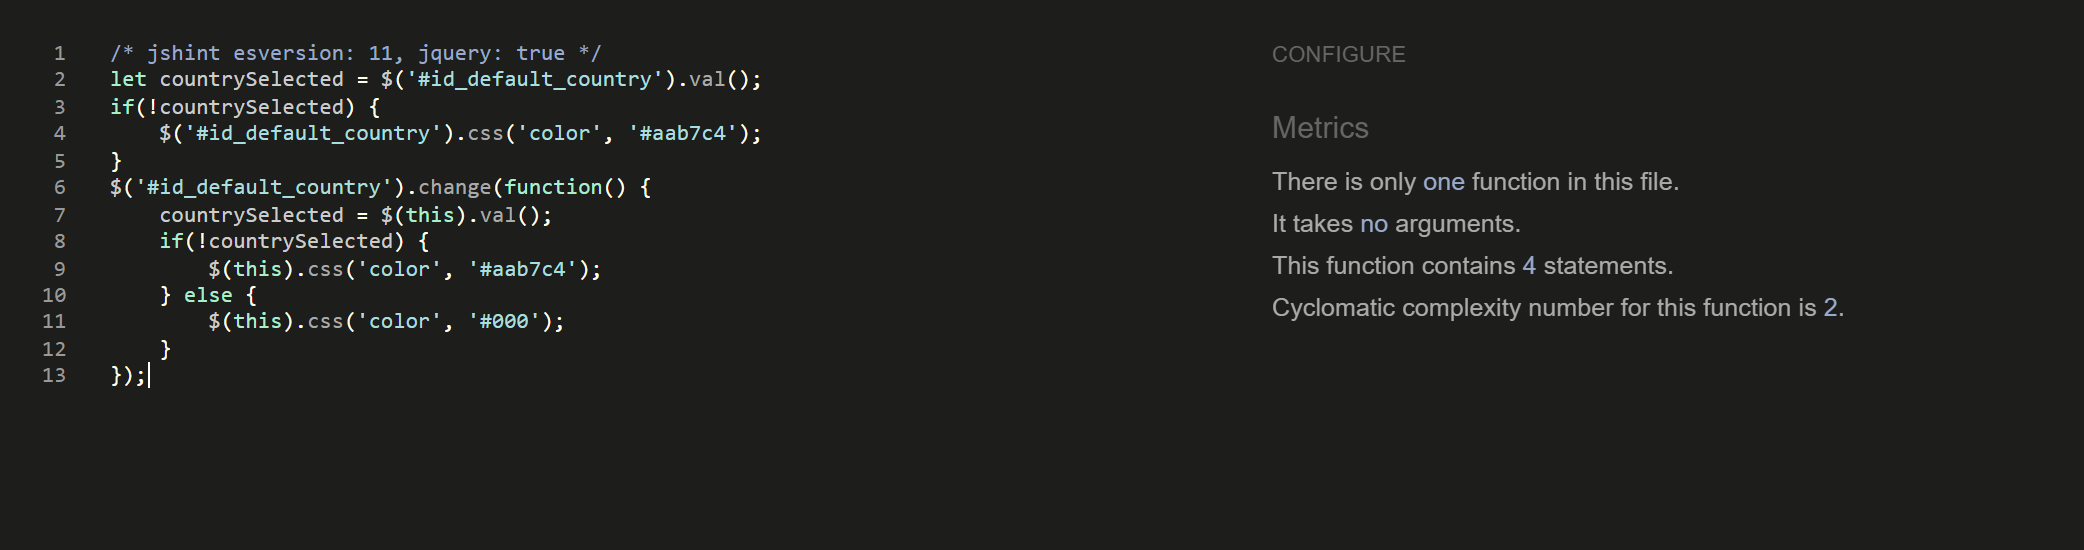 1 /* jshint esversion: 11, jquery: true */
2 let countrySelected = $('#id_default_country').val();
3 if(!countrySelected) {
4     $('#id_default_country').css('color', '#aab7c4');
5 }
6 $('#id_default_country').change(function() {
7     countrySelected = $(this).val();
8     if(!countrySelected) {
9         $(this).css('color', '#aab7c4');
10     } else {
11         $(this).css('color', '#000');
12     }
13 });
CONFIGURE
Metrics
There is only one function in this file.
It takes no arguments.
This function contains 4 statements.
Cyclomatic complexity number for this function is 2.